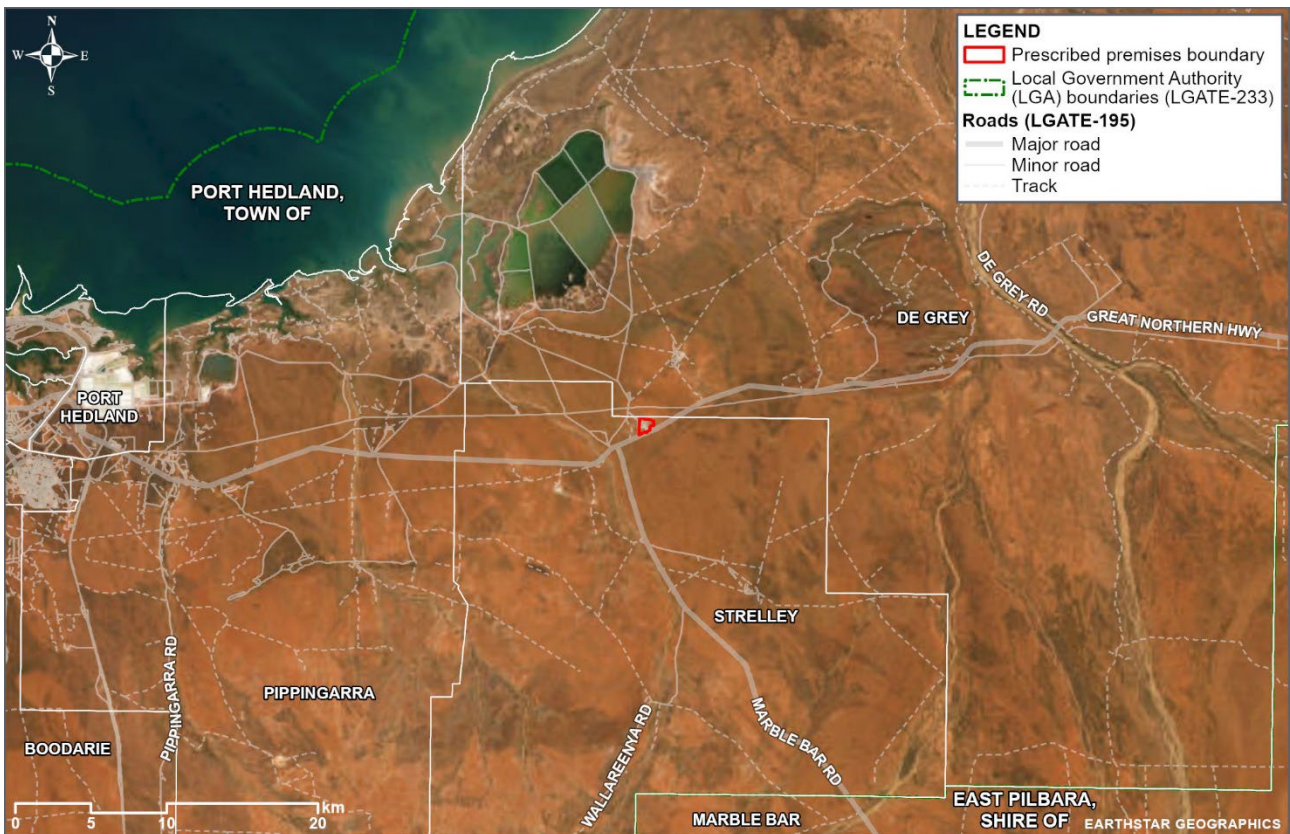 N
W
E
S
LEGEND
Prescribed premises boundary
Local Government Authority
(LGA) boundaries (LGATE-233)
Roads (LGATE-195)
Major road
Minor road
Track
PORT HEDLAND,
TOWN OF
DE GREY RD
DE GREY
GREAT NORTHERN HWY
PORT
HEDLAND
STRELLEY
PIPPINGARRA RD
PIPPINGARRA
WALLAREENYA RD
MARBLE BAR RD
BOODARIE
km
0
5
10
20
MARBLE BAR
EAST PILBARA,
SHIRE OF
EARTHSTAR GEOGRAPHICS